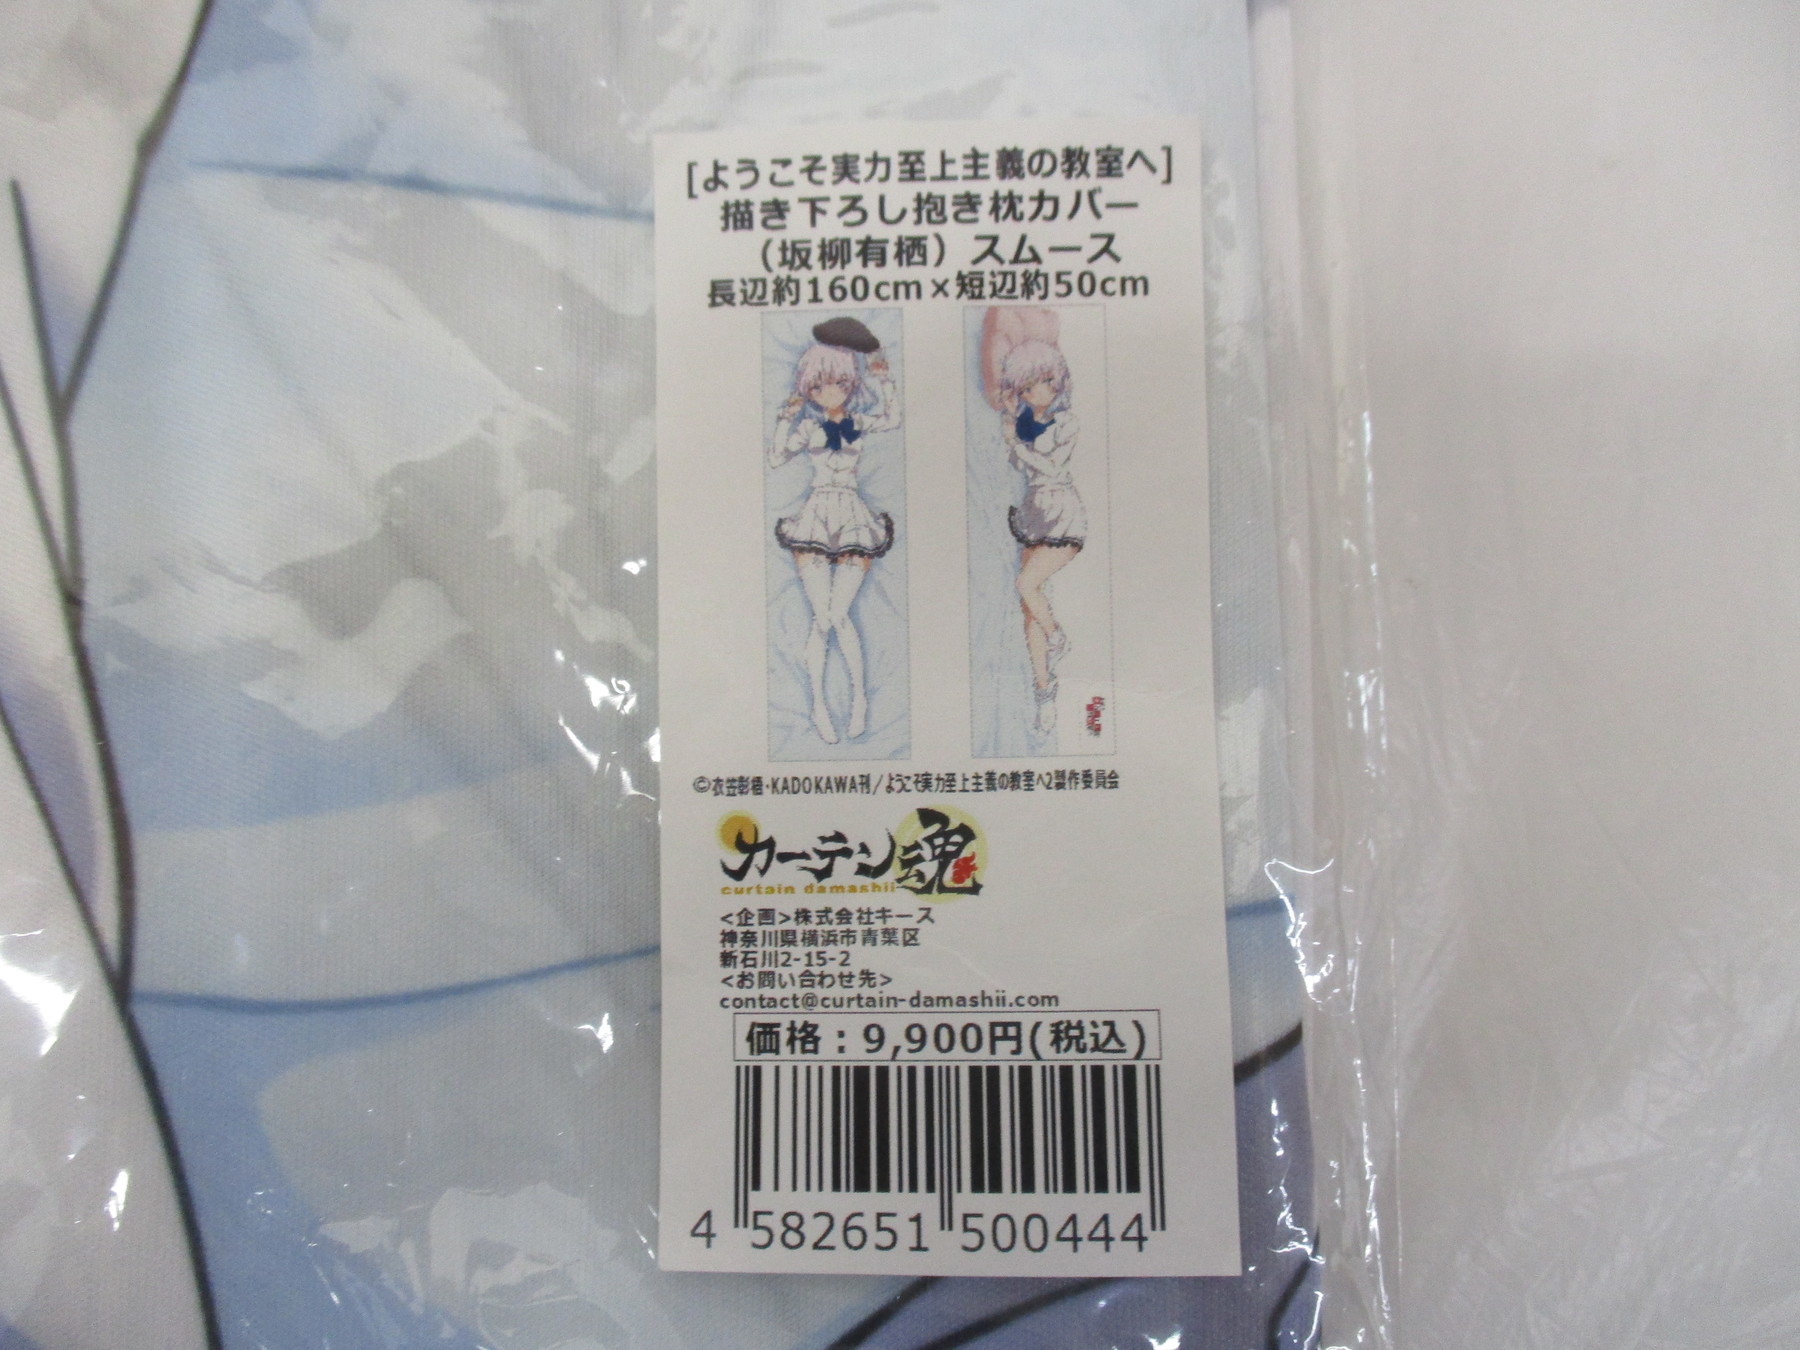 [ようこそ実力至上主義の教室へ]
描き下ろし抱き枕カバー
(坂柳有栖) スムース
長辺約160cm×短辺約50cm
©衣笠彰梧・KADOKAWA刊/ようこそ実力至上主義の教室へ2製作委員会
カーテン魂
curtain damashii
<企画>株式会社キース
神奈川県横浜市青葉区
新石川2-15-2
<お問い合わせ先>
contact@curtain-damashii.com
価格：9,900円(税込)
4 582651 500444